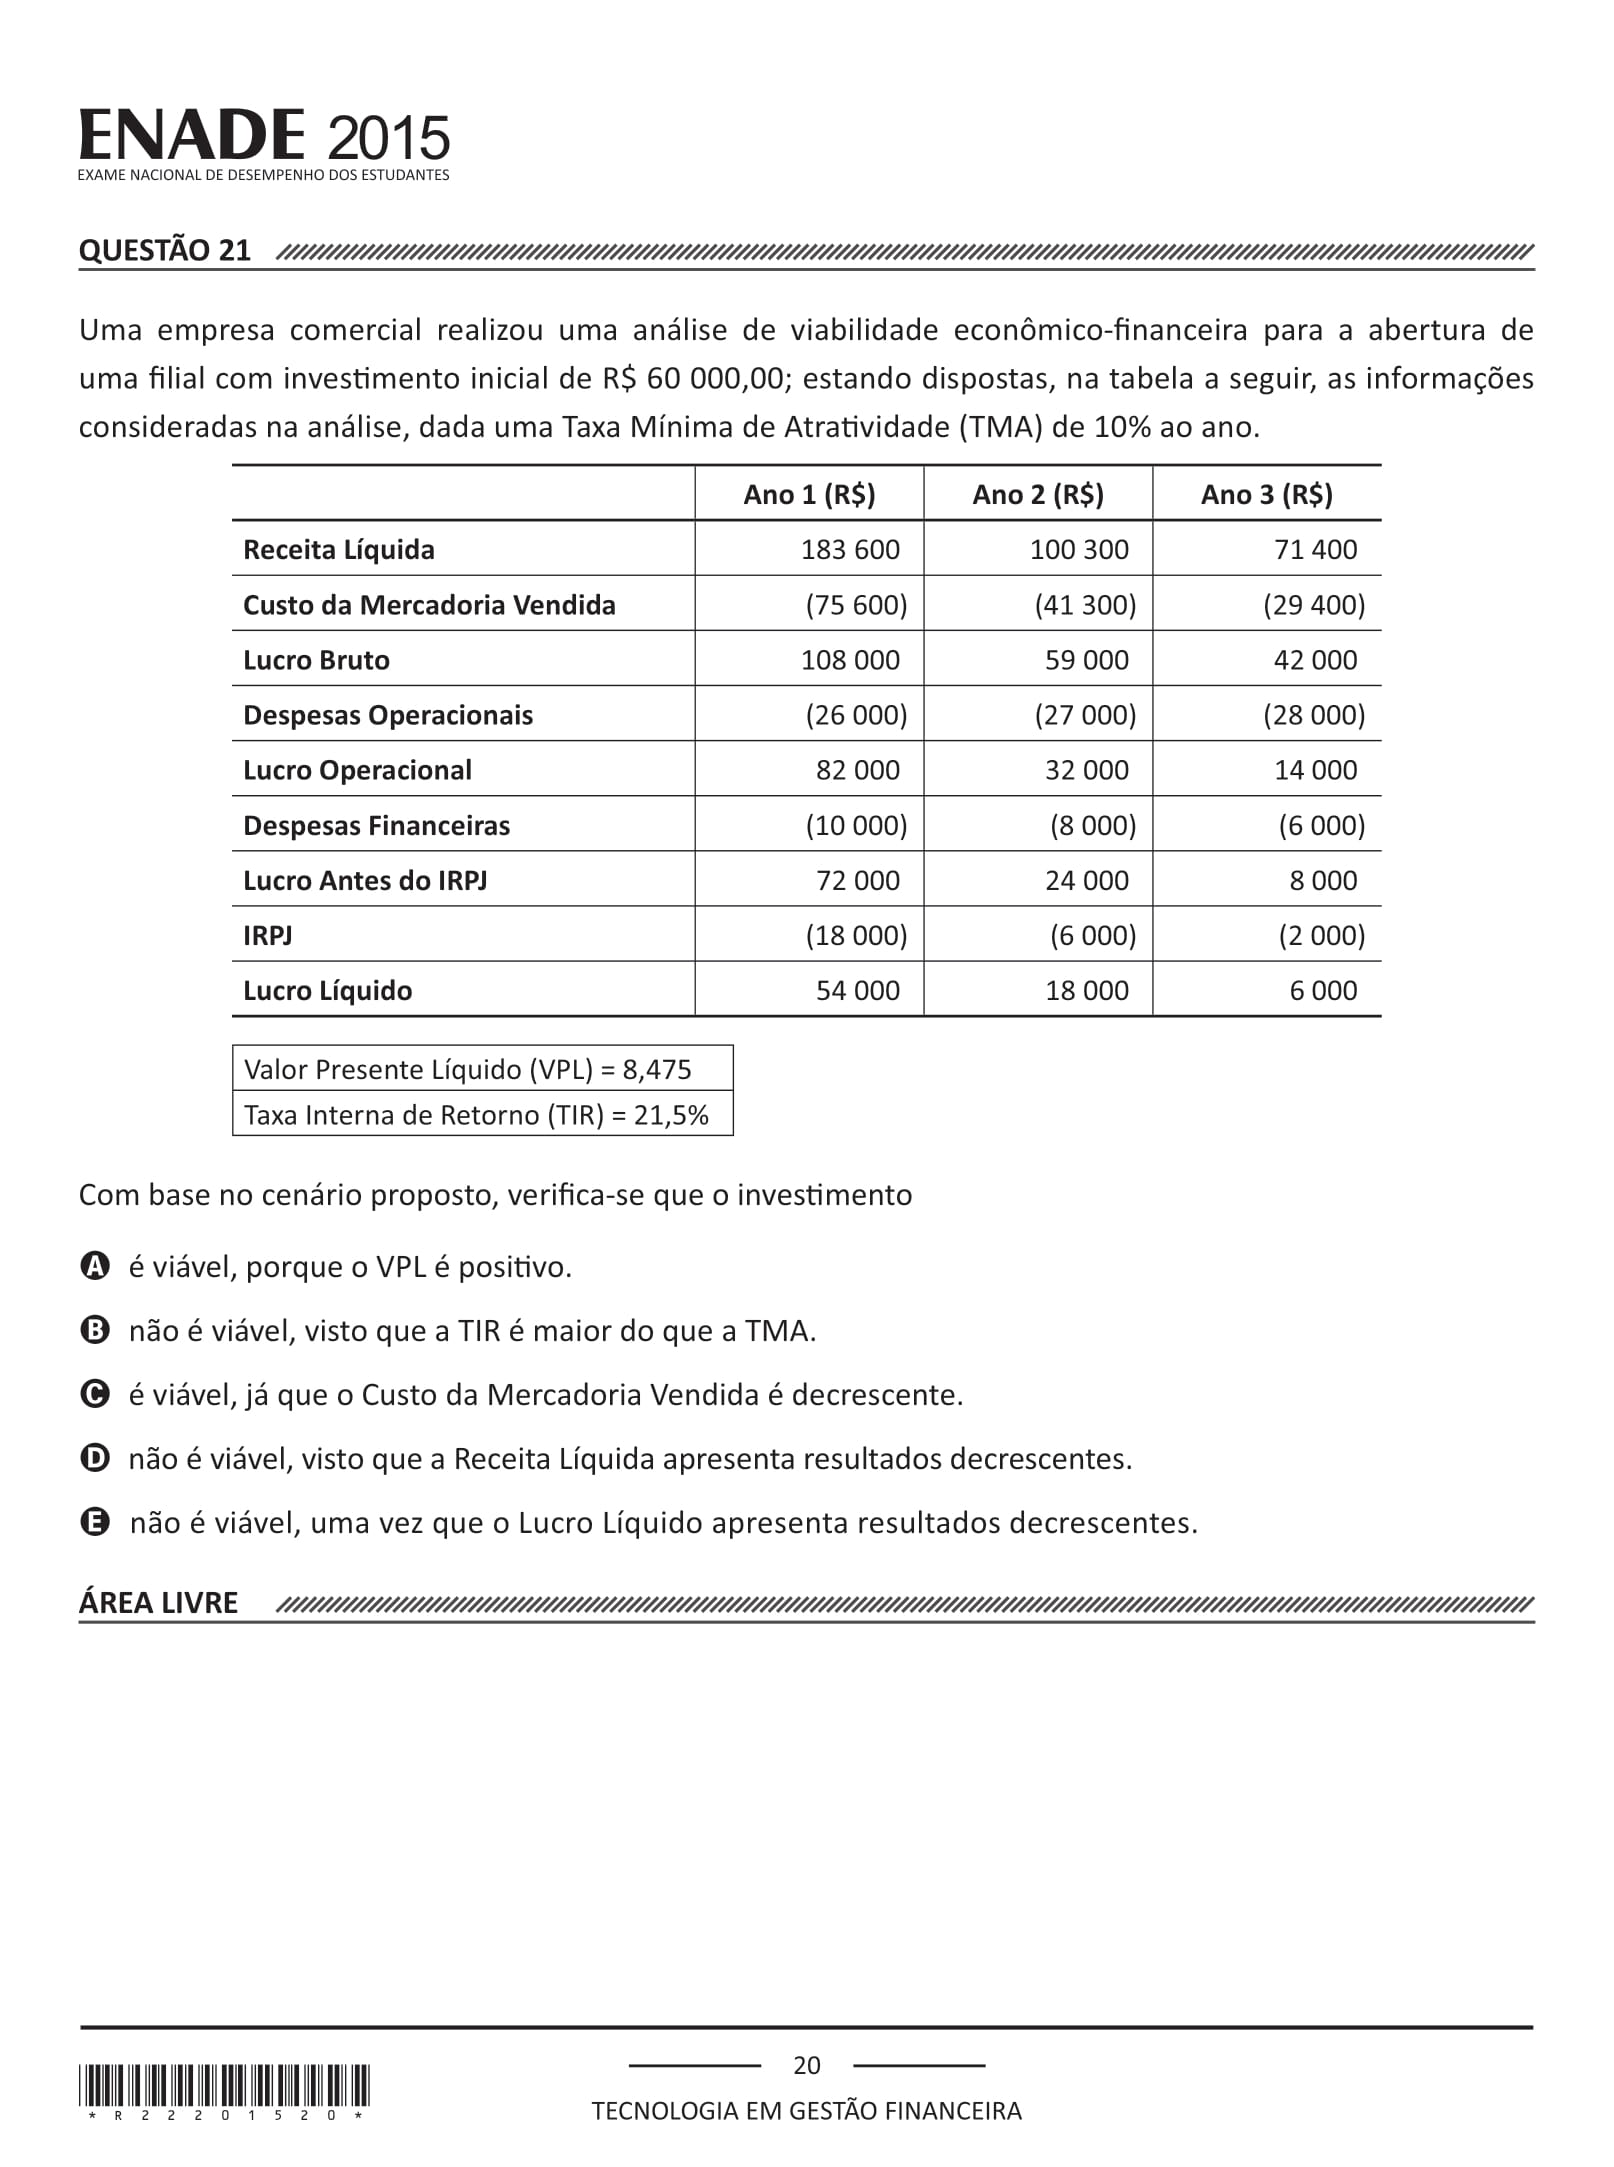 ENADE 2015
EXAME NACIONAL DE DESEMPENHO DOS ESTUDANTES
QUESTÃO 21
Uma empresa comercial realizou uma análise de viabilidade econômico-financeira para a abertura de
uma filial com investimento inicial de R$ 60 000,00; estando dispostas, na tabela a seguir, as informações
consideradas na análise, dada uma Taxa Mínima de Atratividade (TMA) de 10% ao ano.
Ano 1 (R$) Ano 2 (R$) Ano 3 (R$)
Receita Líquida 183 600 100 300 71 400
Custo da Mercadoria Vendida (75 600) (41 300) (29 400)
Lucro Bruto 108 000 59 000 42 000
Despesas Operacionais (26 000) (27 000) (28 000)
Lucro Operacional 82 000 32 000 14 000
Despesas Financeiras (10 000) (8 000) (6 000)
Lucro Antes do IRPJ 72 000 24 000 8 000
IRPJ (18 000) (6 000) (2 000)
Lucro Líquido 54 000 18 000 6 000
Valor Presente Líquido (VPL) = 8,475
Taxa Interna de Retorno (TIR) = 21,5%
Com base no cenário proposto, verifica-se que o investimento
A é viável, porque o VPL é positivo.
B não é viável, visto que a TIR é maior do que a TMA.
C é viável, já que o Custo da Mercadoria Vendida é decrescente.
D não é viável, visto que a Receita Líquida apresenta resultados decrescentes.
E não é viável, uma vez que o Lucro Líquido apresenta resultados decrescentes.
ÁREA LIVRE
20
TECNOLOGIA EM GESTÃO FINANCEIRA
*R22201520*